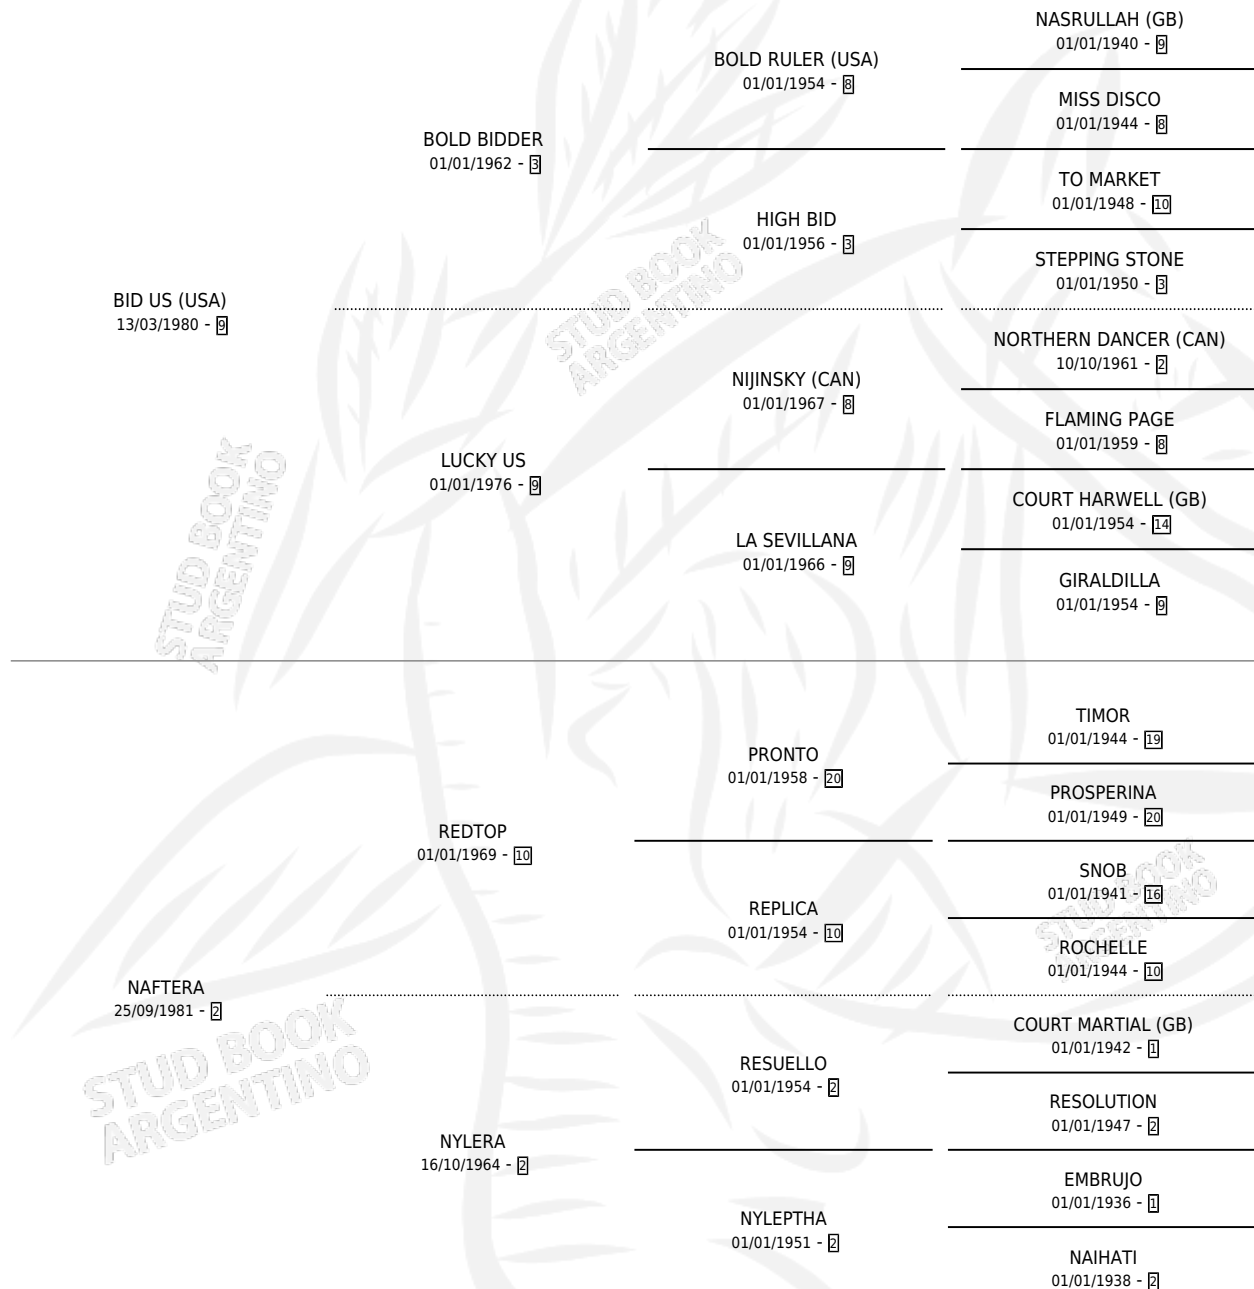 NASRULLAH (GB)
01/01/1940 - 9
BOLD RULER (USA)
01/01/1954 - 8
MISS DISCO
01/01/1944 - 8
BOLD BIDDER
01/01/1962 - 3
TO MARKET
01/01/1948 - 10
HIGH BID
01/01/1956 - 3
STEPPING STONE
01/01/1950 - 3
BID US (USA)
13/03/1980 - 9
STUD BOOK
ARGENTINO
NORTHERN DANCER (CAN)
10/10/1961 - 2
NIJINSKY (CAN)
01/01/1967 - 8
FLAMING PAGE
01/01/1959 - 8
LUCKY US
01/01/1976 - 9
COURT HARWELL (GB)
01/01/1954 - 14
LA SEVILLANA
01/01/1966 - 9
GIRALDILLA
01/01/1954 - 9
STUD BOOK
ARGENTINO
TIMOR
01/01/1944 - 19
PRONTO
01/01/1958 - 20
PROSPERINA
01/01/1949 - 20
REDTOP
01/01/1969 - 10
SNOB
01/01/1941 - 16
REPLICA
01/01/1954 - 10
ROCHELLE
01/01/1944 - 10
STUD BOOK
ARGENTINO
NAFTERA
25/09/1981 - 2
STUD BOOK
ARGENTINO
COURT MARTIAL (GB)
01/01/1942 - 1
RESUELLO
01/01/1954 - 2
RESOLUTION
01/01/1947 - 2
NYLERA
16/10/1964 - 2
EMBRUJO
01/01/1936 - 1
NYLEPTHA
01/01/1951 - 2
NAIHATI
01/01/1938 - 2